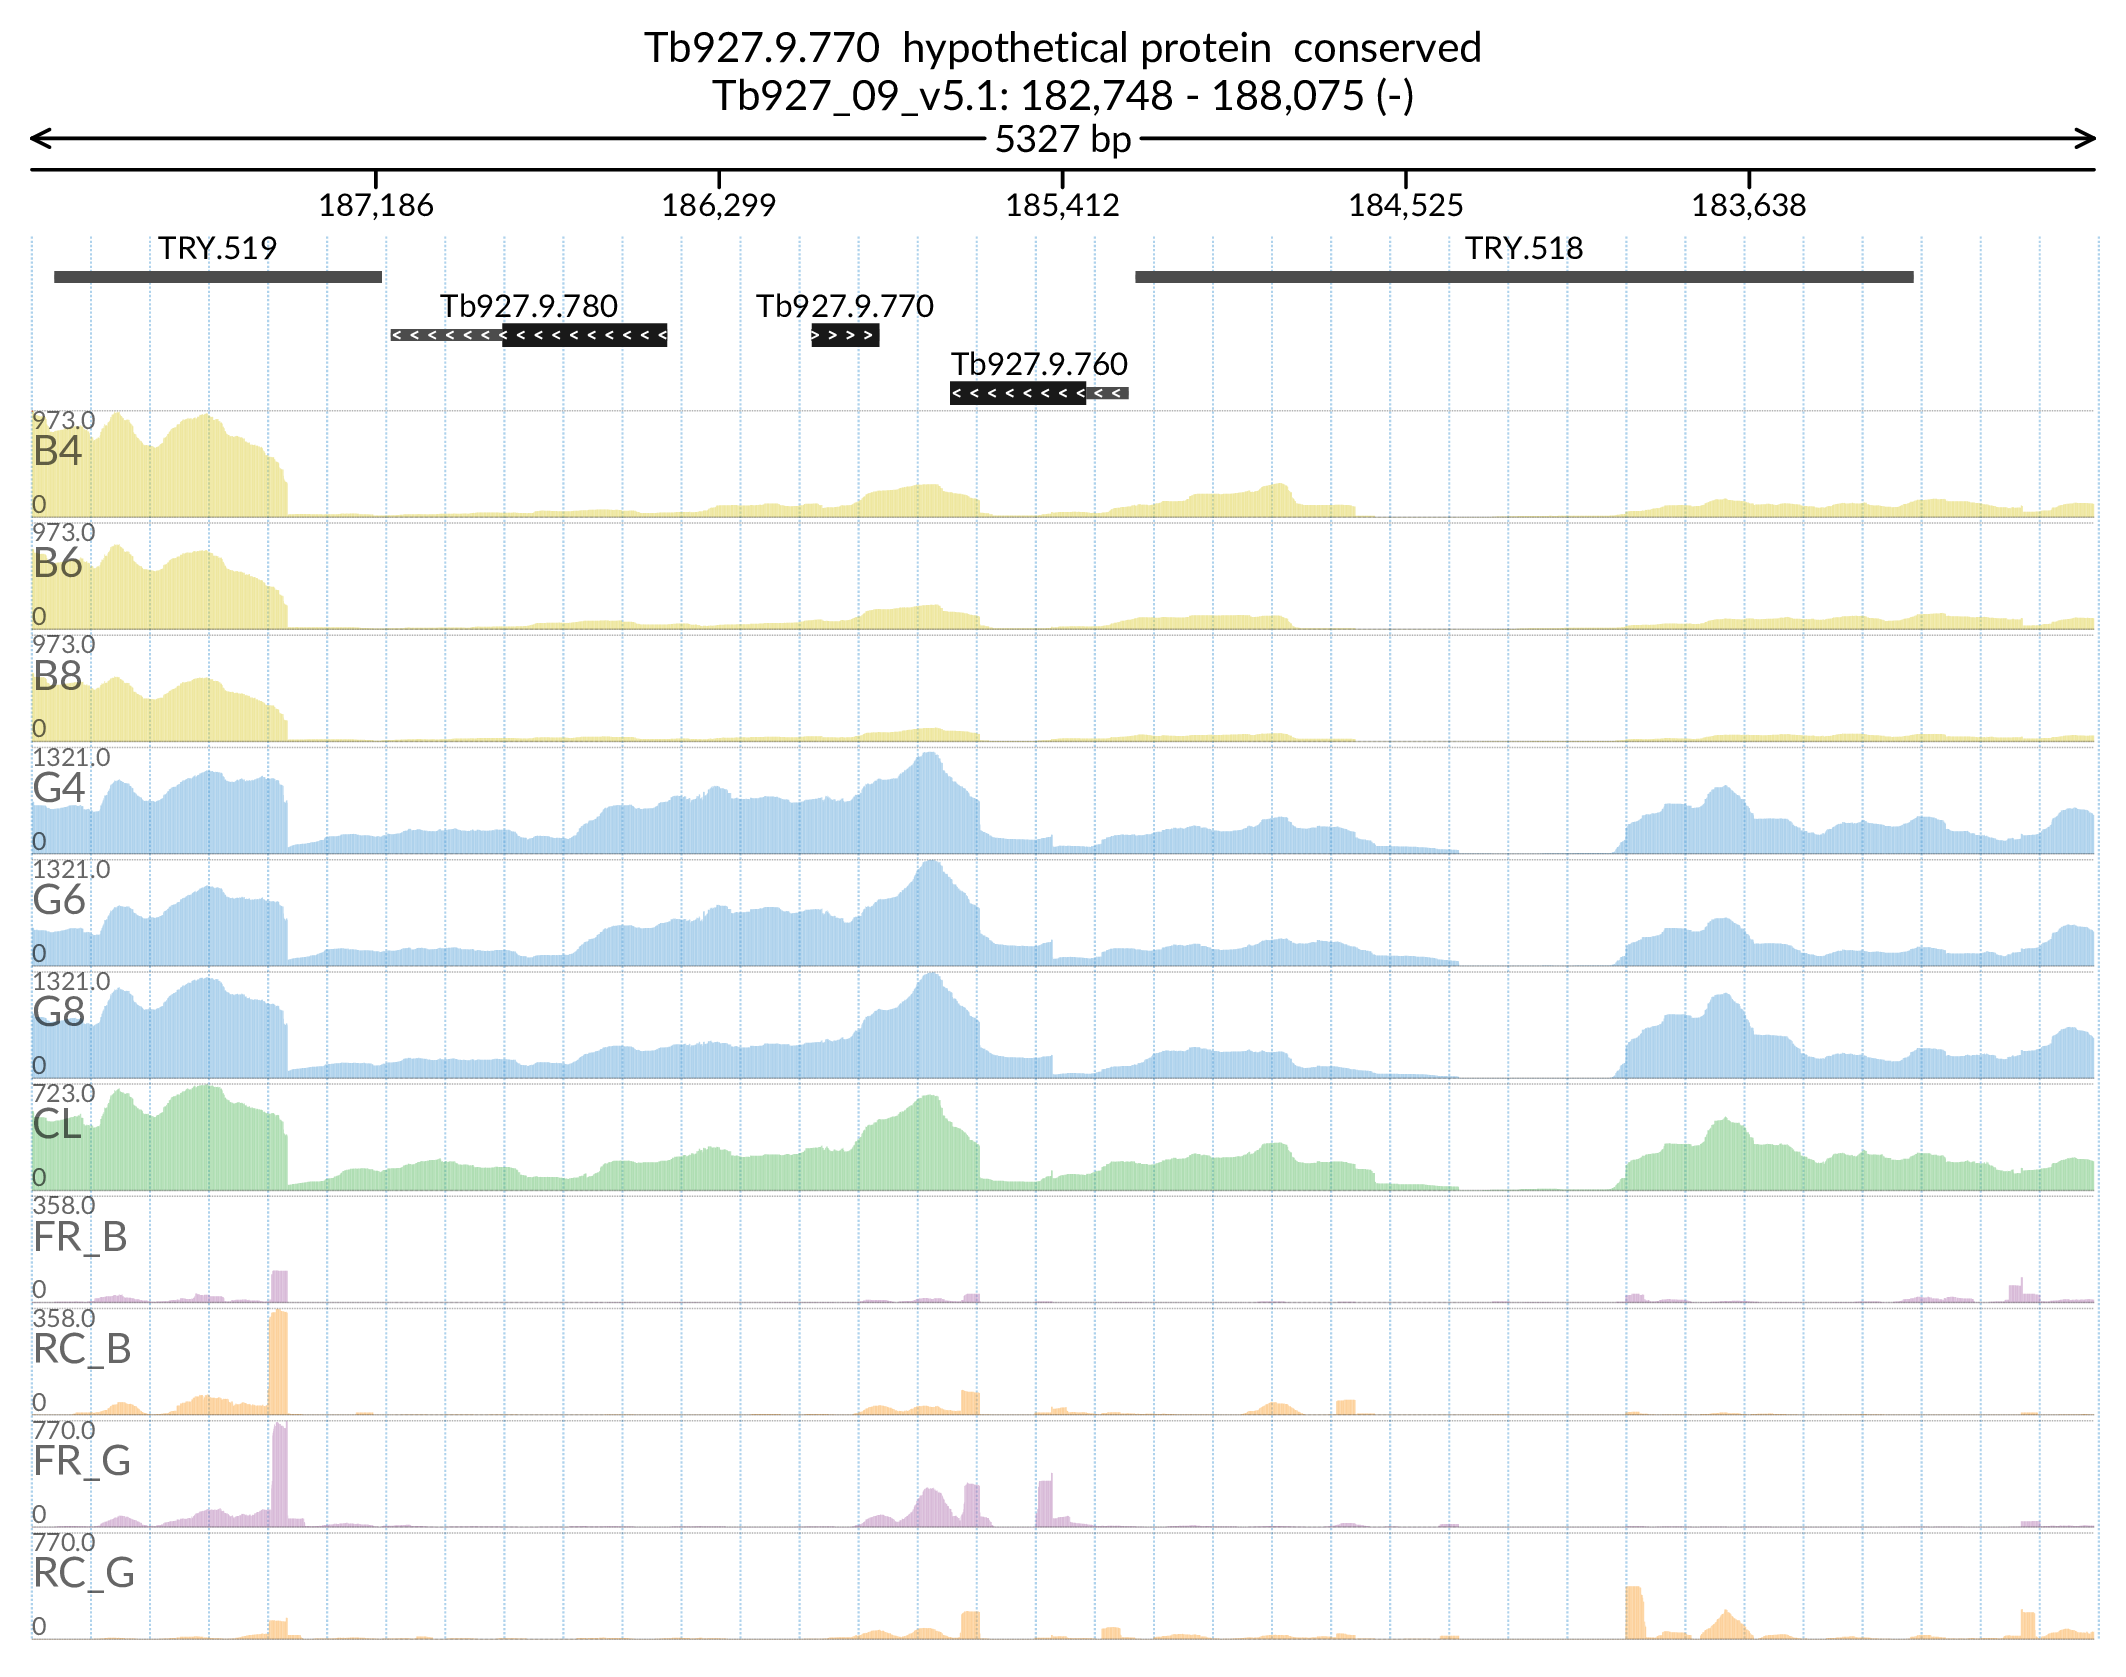 Tb927.9.770  hypothetical protein  conserved
Tb927_09_v5.1: 182,748 - 188,075 (-)
5327 bp
187,186 186,299 185,412 184,525 183,638
TRY.519 TRY.518
Tb927.9.780 Tb927.9.770
Tb927.9.760
973.0
B4
0
973.0
B6
0
973.0
B8
0
1321.0
G4
0
1321.0
G6
0
1321.0
G8
0
723.0
CL
0
358.0
FR_B
0
358.0
RC_B
0
770.0
FR_G
0
770.0
RC_G
0